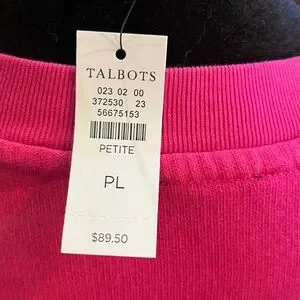 TALBOTS
023 02 00
372530 23
56675153
PETITE
PL
$89.50